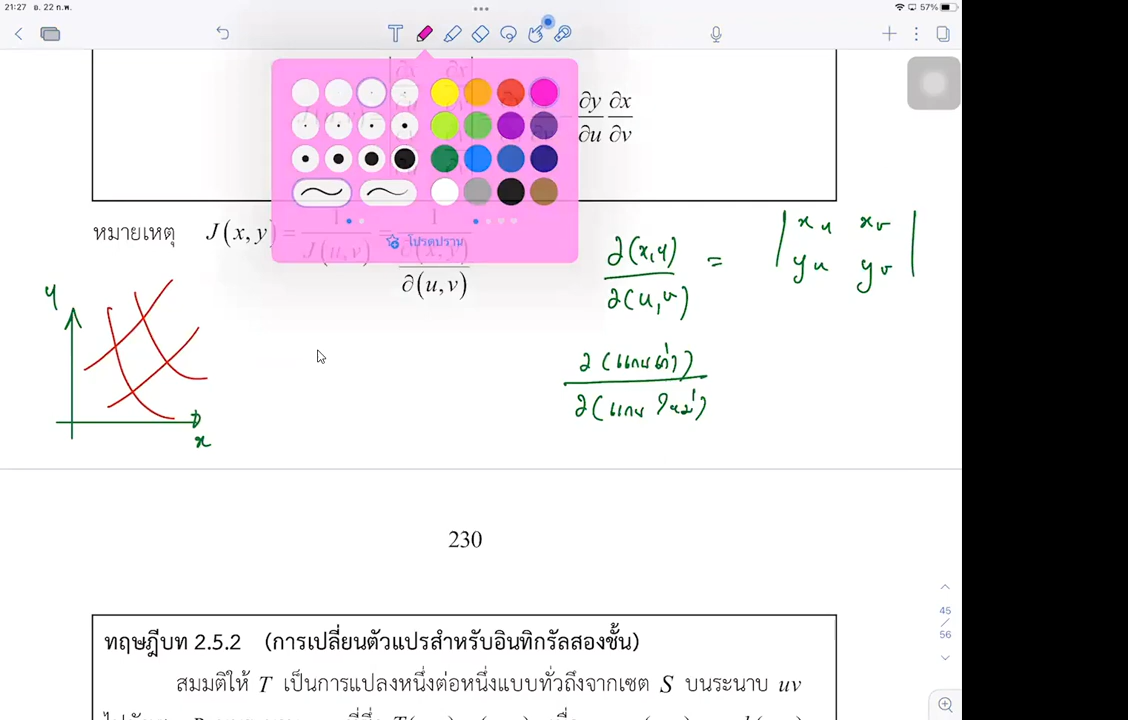 21:27 อ. 22 ก.พ.
57%
T
∂y ∂x
∂u ∂v
โปรดปราน
หมายเหตุ J(x,y) = 1 / J(u,v) = 1 / ∂(x,y)
∂(u,v)
∂(x,y) / ∂(u,v) = | x_u x_v
y_u y_v |
y
x
∂(แกนเก่า)
∂(แกนใหม่)
230
45
/
56
ทฤษฎีบท 2.5.2 (การเปลี่ยนตัวแปรสำหรับอินทิกรัลสองชั้น)
สมมติให้ T เป็นการแปลงหนึ่งต่อหนึ่งแบบทั่วถึงจากเซต S บนระนาบ uv